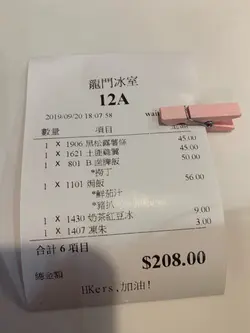 龍門冰室
12A
2019/09/20 18:07:58 wai
數量 項目
1 X 1906 黑松露薯條 45.00
1 X 1621 土匪雞翼 45.00
1 X 801 B 遊牌飯 50.00
*肉丁
1 X 1101 焗飯 56.00
*鮮茄汁
*豬扒
1 X 1430 奶茶紅豆冰 9.00
1 X 1407 凍朱 3.00
合計 6 項目
總金額 $208.00
HKers,加油!